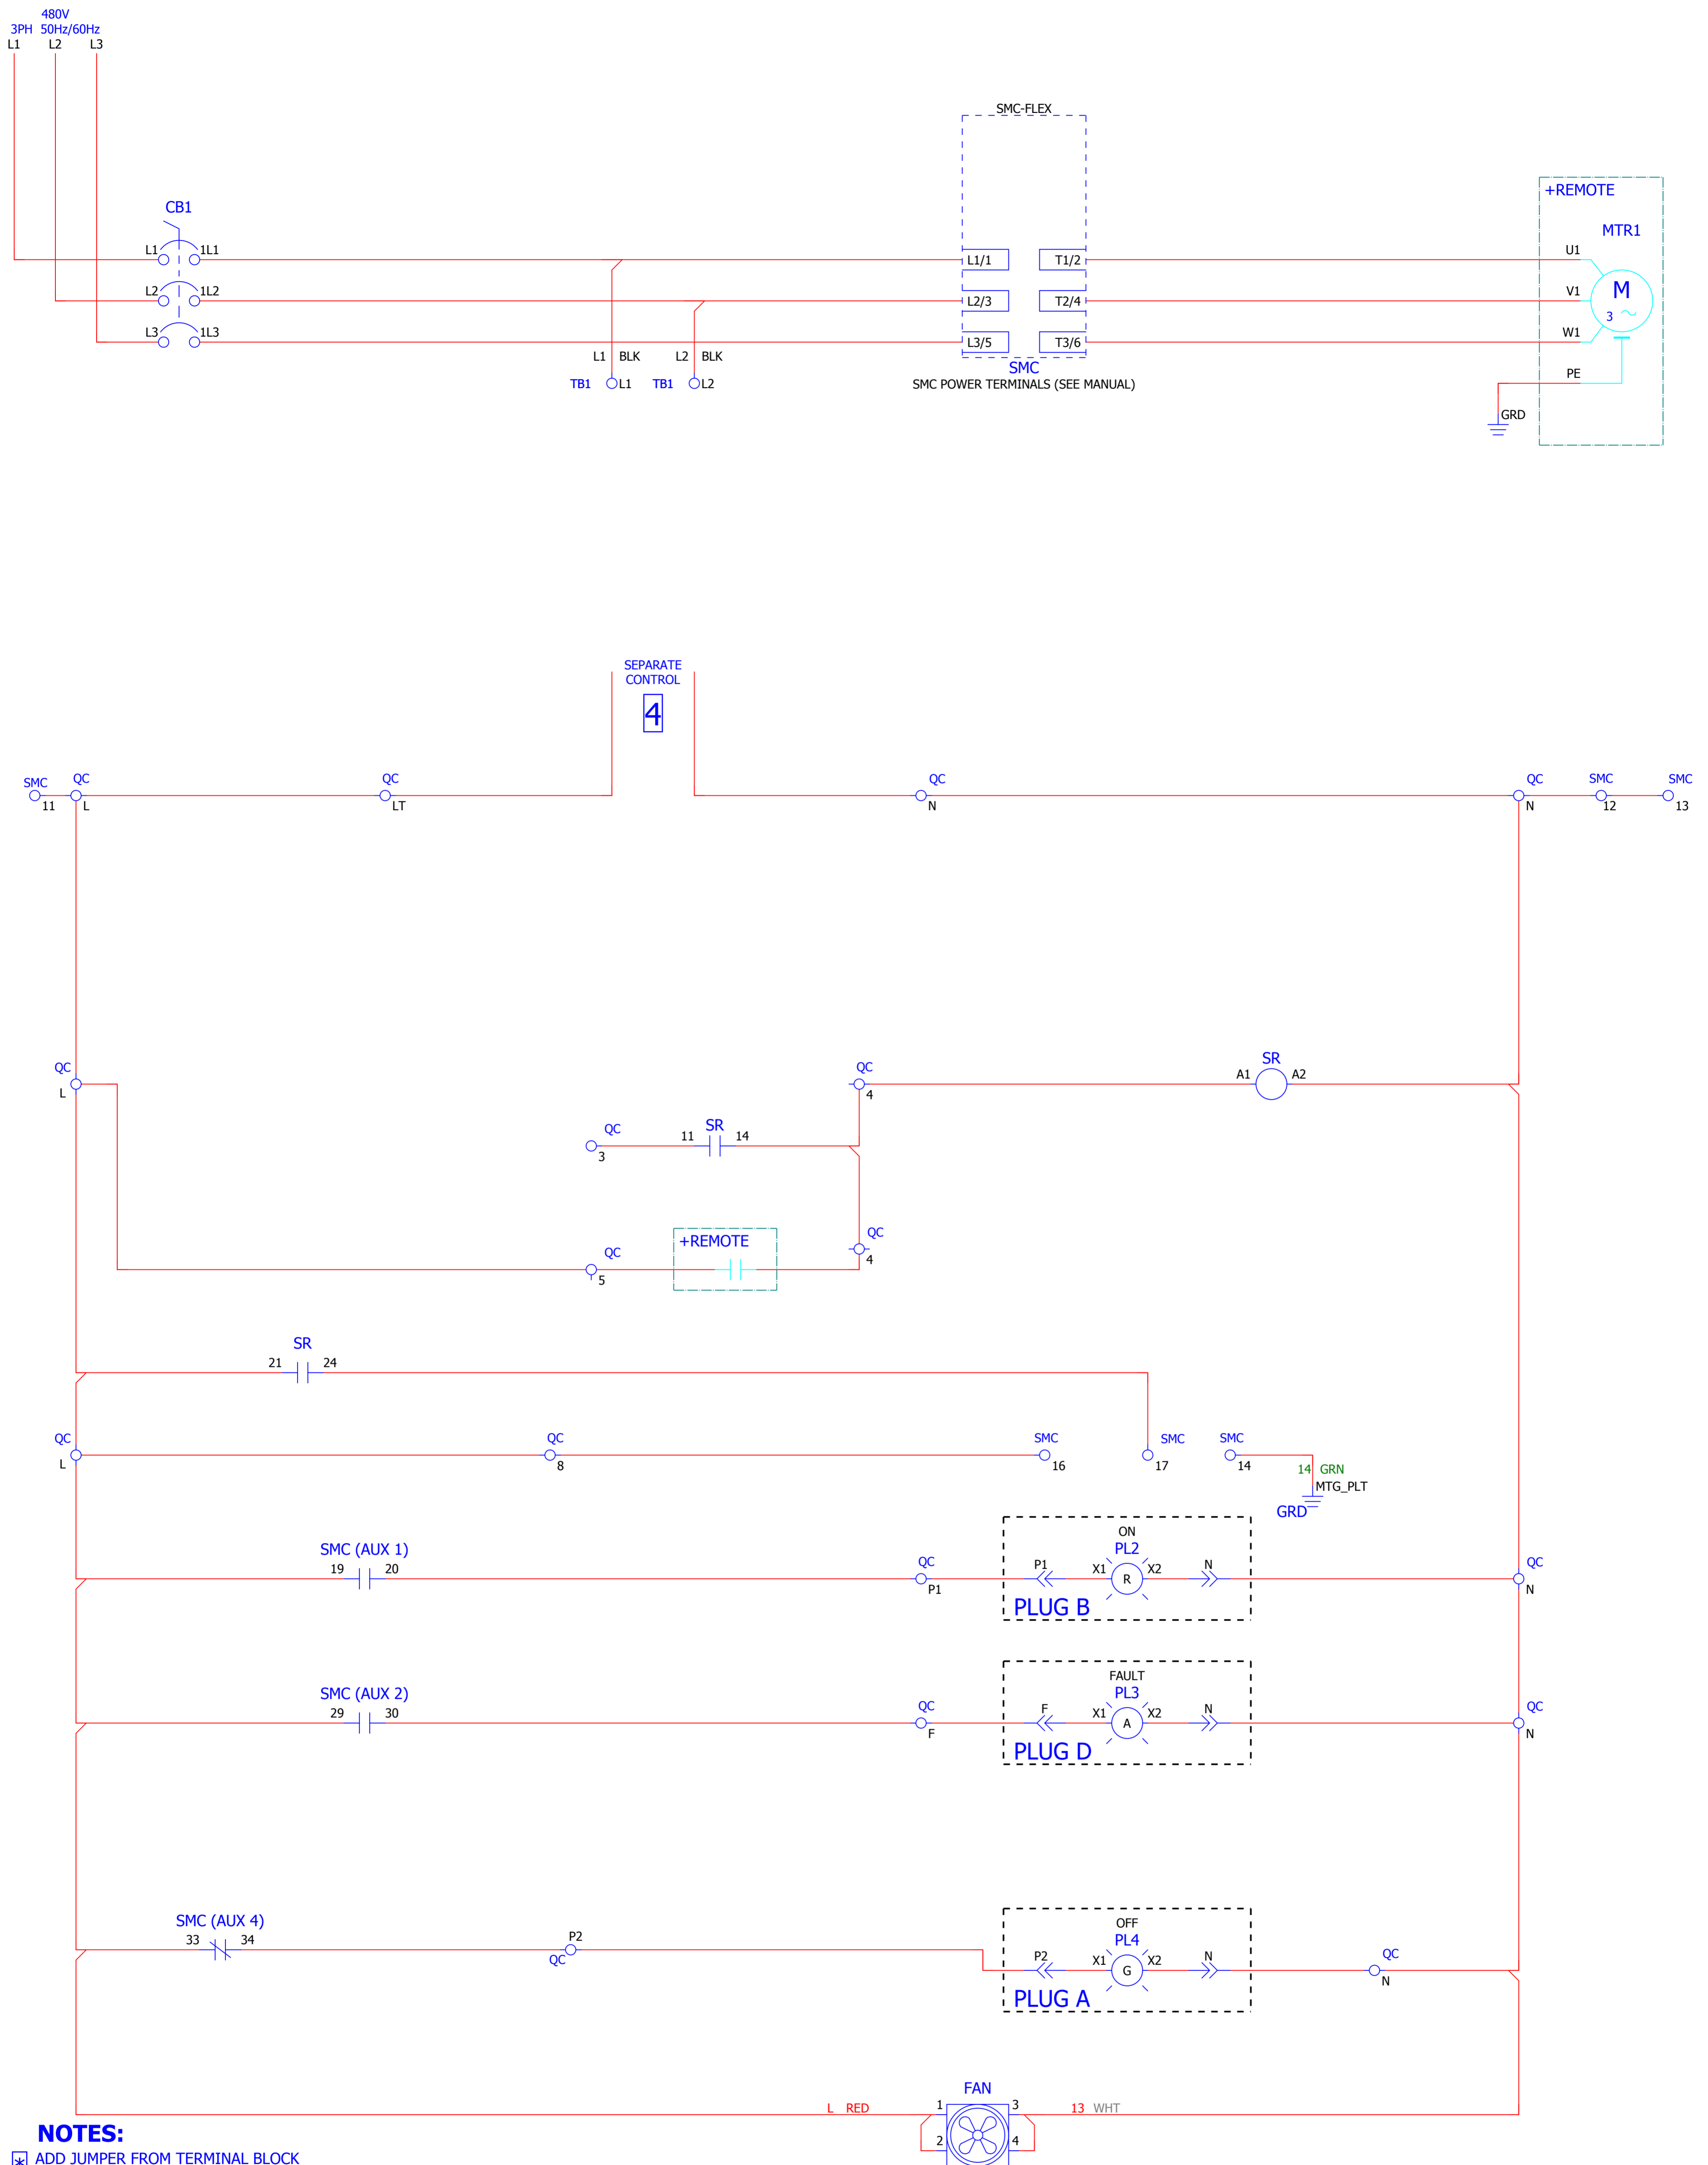 480V
3PH 50Hz/60Hz
L1 L2 L3
SMC-FLEX
+REMOTE
CB1
MTR1
L1 1L1 L1/1 T1/2 U1
L2 1L2 L2/3 T2/4 V1
M
3
L3 1L3 L3/5 T3/6 W1
L1 BLK L2 BLK
SMC
PE
TB1 L1 TB1 L2
SMC POWER TERMINALS (SEE MANUAL)
GRD
SEPARATE
CONTROL
4
SMC QC QC QC QC SMC SMC
11 L LT N N 12 13
QC QC SR
A1 A2
L 4
QC SR
11 14
3
QC
+REMOTE
4
QC
5
SR
21 24
QC QC SMC SMC SMC
L 8 16 17 14
14 GRN
MTG_PLT
GRD
ON
SMC (AUX 1) PL2
19 20 QC P1 X1 R X2 N QC
P1 N
PLUG B
FAULT
SMC (AUX 2) PL3
29 30 QC F X1 A X2 N QC
F N
PLUG D
SMC (AUX 4) OFF
33 34 P2 PL4
QC P2 X1 G X2 N QC
N
PLUG A
FAN
L RED 1 3 13 WHT
2 4
NOTES:
* ADD JUMPER FROM TERMINAL BLOCK